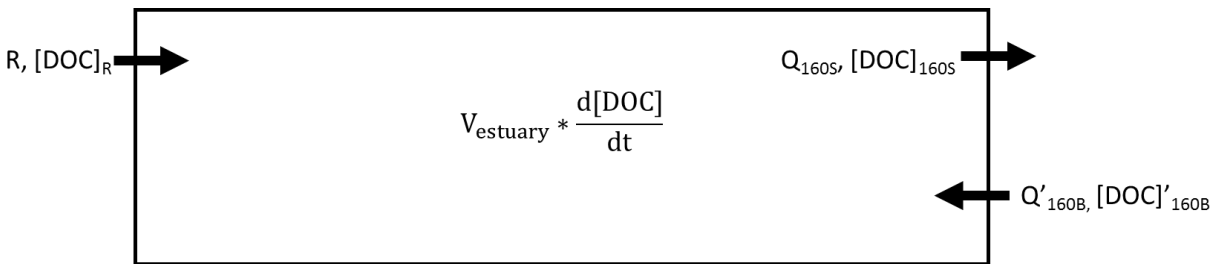 R, [DOC]R
Q160S, [DOC]160S
Vestuary * d[DOC]/dt
Q’160B, [DOC]’160B